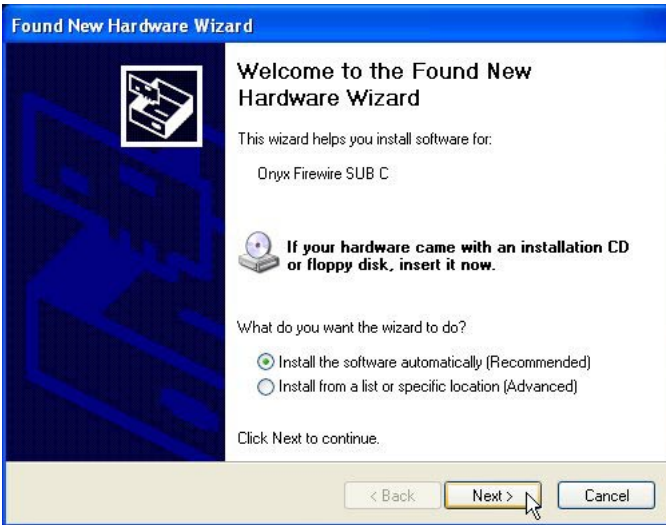 Found New Hardware Wizard
Welcome to the Found New
Hardware Wizard
This wizard helps you install software for:
Onyx Firewire SUB C
If your hardware came with an installation CD
or floppy disk, insert it now.
What do you want the wizard to do?
Install the software automatically (Recommended)
Install from a list or specific location (Advanced)
Click Next to continue.
< Back Next > Cancel